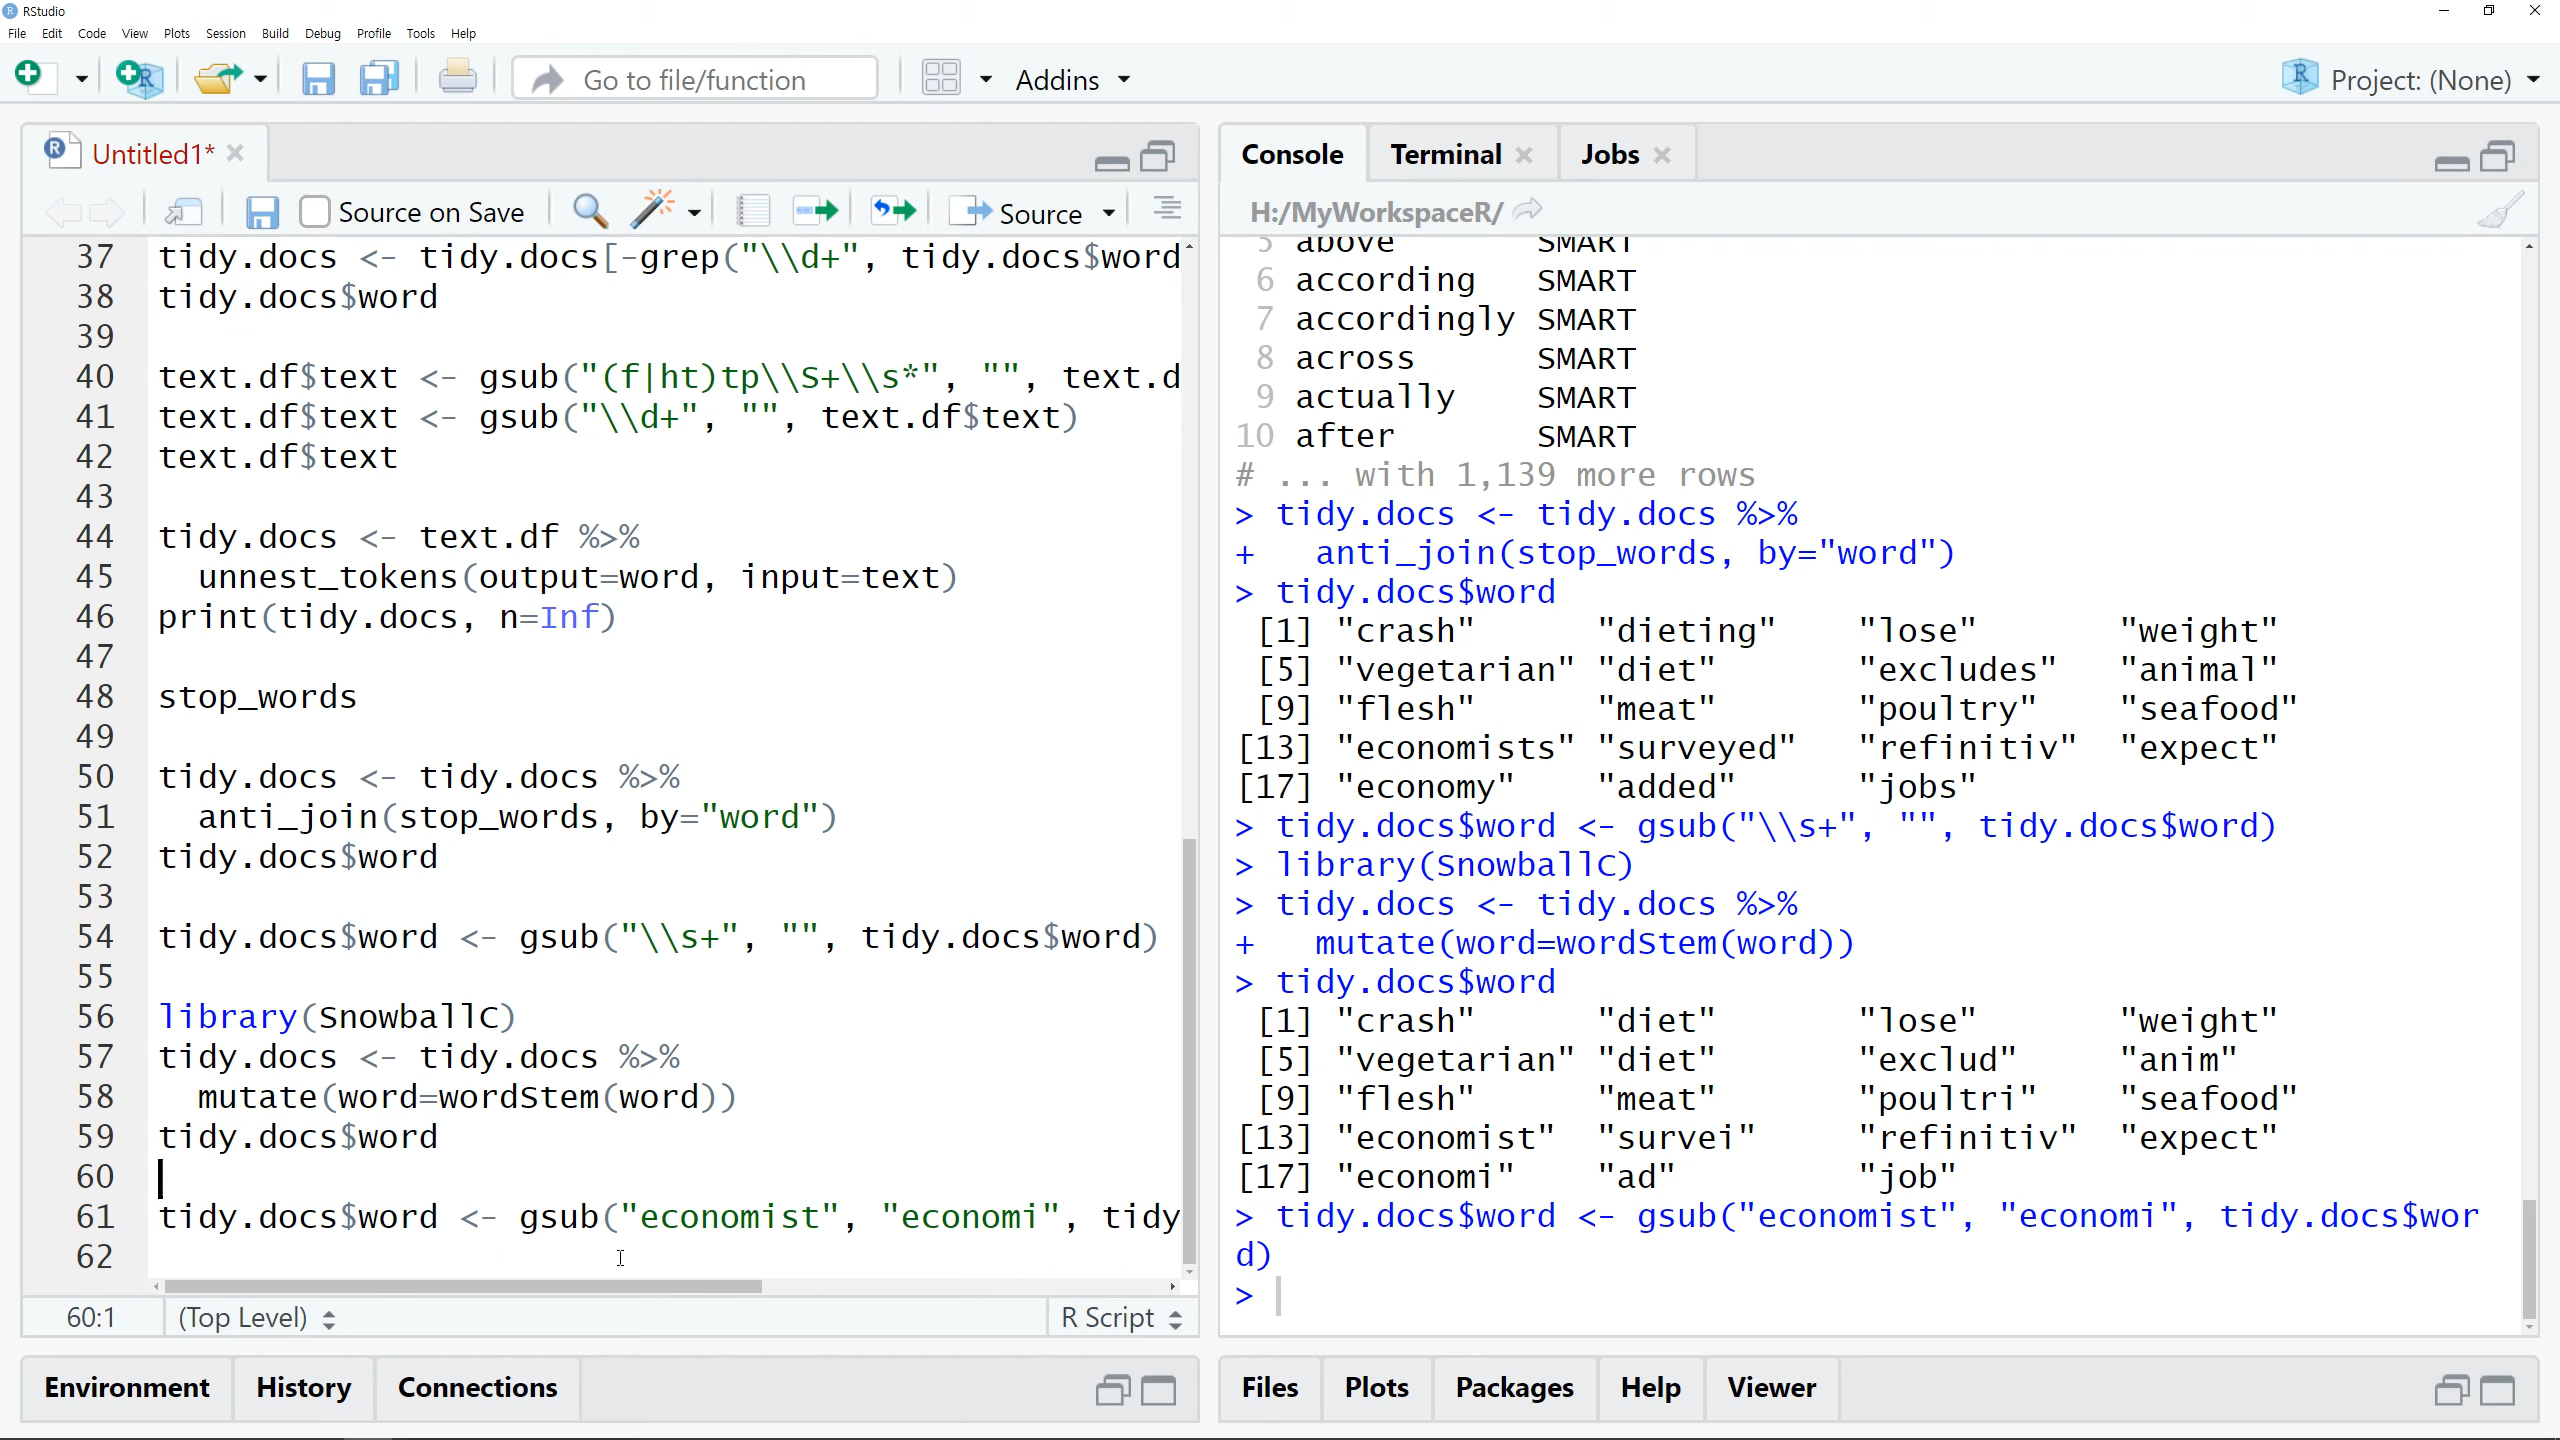 RStudio
File Edit Code View Plots Session Build Debug Profile Tools Help
Go to file/function Addins Project: (None)
Untitled1*
Source on Save Source
37 tidy.docs <- tidy.docs[-grep("\\d+", tidy.docs$word
38 tidy.docs$word
39
40 text.df$text <- gsub("(f|ht)tp\\S+\\s*", "", text.d
41 text.df$text <- gsub("\\d+", "", text.df$text)
42 text.df$text
43
44 tidy.docs <- text.df %>%
45   unnest_tokens(output=word, input=text)
46 print(tidy.docs, n=Inf)
47
48 stop_words
49
50 tidy.docs <- tidy.docs %>%
51   anti_join(stop_words, by="word")
52 tidy.docs$word
53
54 tidy.docs$word <- gsub("\\s+", "", tidy.docs$word)
55
56 library(SnowballC)
57 tidy.docs <- tidy.docs %>%
58   mutate(word=wordStem(word))
59 tidy.docs$word
60
61 tidy.docs$word <- gsub("economist", "economi", tidy
62
60:1 (Top Level) R Script
Environment History Connections
Console Terminal Jobs
H:/MyWorkspaceR/
5 above SMART
6 according SMART
7 accordingly SMART
8 across SMART
9 actually SMART
10 after SMART
# ... with 1,139 more rows
> tidy.docs <- tidy.docs %>%
+   anti_join(stop_words, by="word")
> tidy.docs$word
[1] "crash" "dieting" "lose" "weight"
[5] "vegetarian" "diet" "excludes" "animal"
[9] "flesh" "meat" "poultry" "seafood"
[13] "economists" "surveyed" "refinitiv" "expect"
[17] "economy" "added" "jobs"
> tidy.docs$word <- gsub("\\s+", "", tidy.docs$word)
> library(SnowballC)
> tidy.docs <- tidy.docs %>%
+   mutate(word=wordStem(word))
> tidy.docs$word
[1] "crash" "diet" "lose" "weight"
[5] "vegetarian" "diet" "exclud" "anim"
[9] "flesh" "meat" "poultri" "seafood"
[13] "economist" "survei" "refinitiv" "expect"
[17] "economi" "ad" "job"
> tidy.docs$word <- gsub("economist", "economi", tidy.docs$wor
d)
>
Files Plots Packages Help Viewer